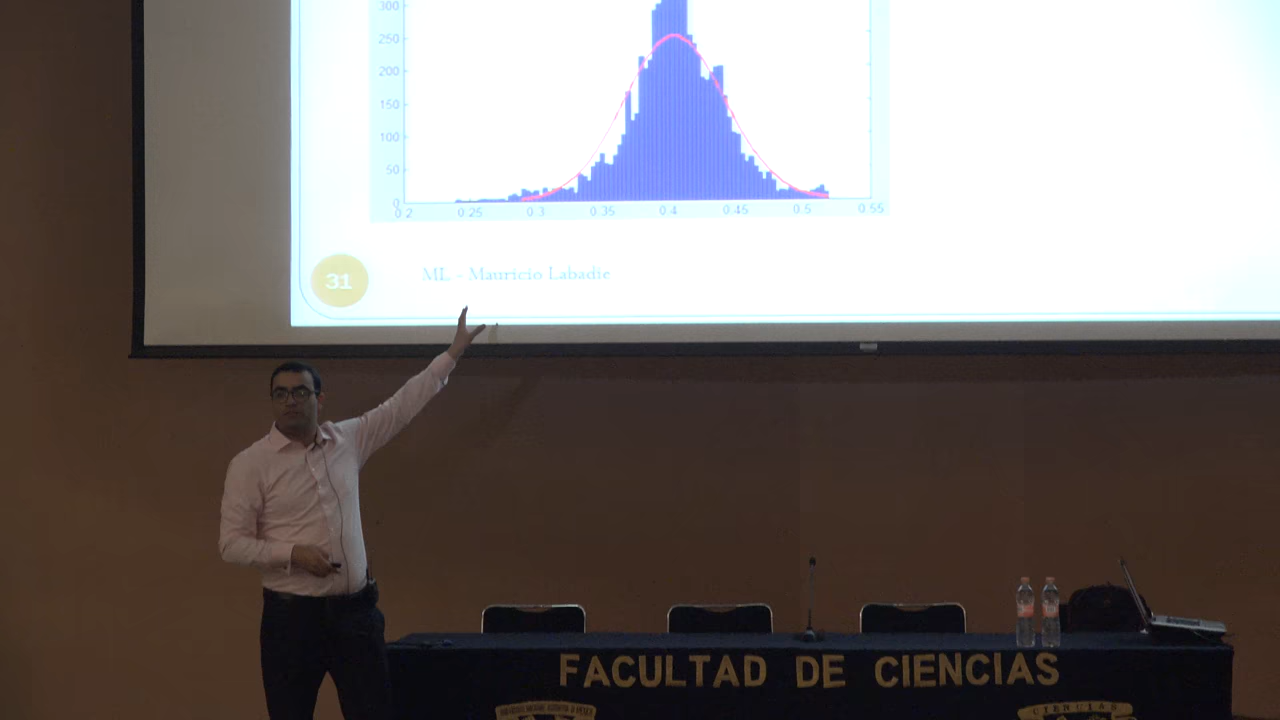 300
250
200
150
100
50
0
0.2 0.25 0.3 0.35 0.4 0.45 0.5 0.55
31
ML - Mauricio Labadie
FACULTAD DE CIENCIAS
CIENCIAS